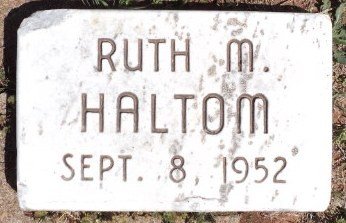 RUTH M.
HALTOM
SEPT. 8, 1952